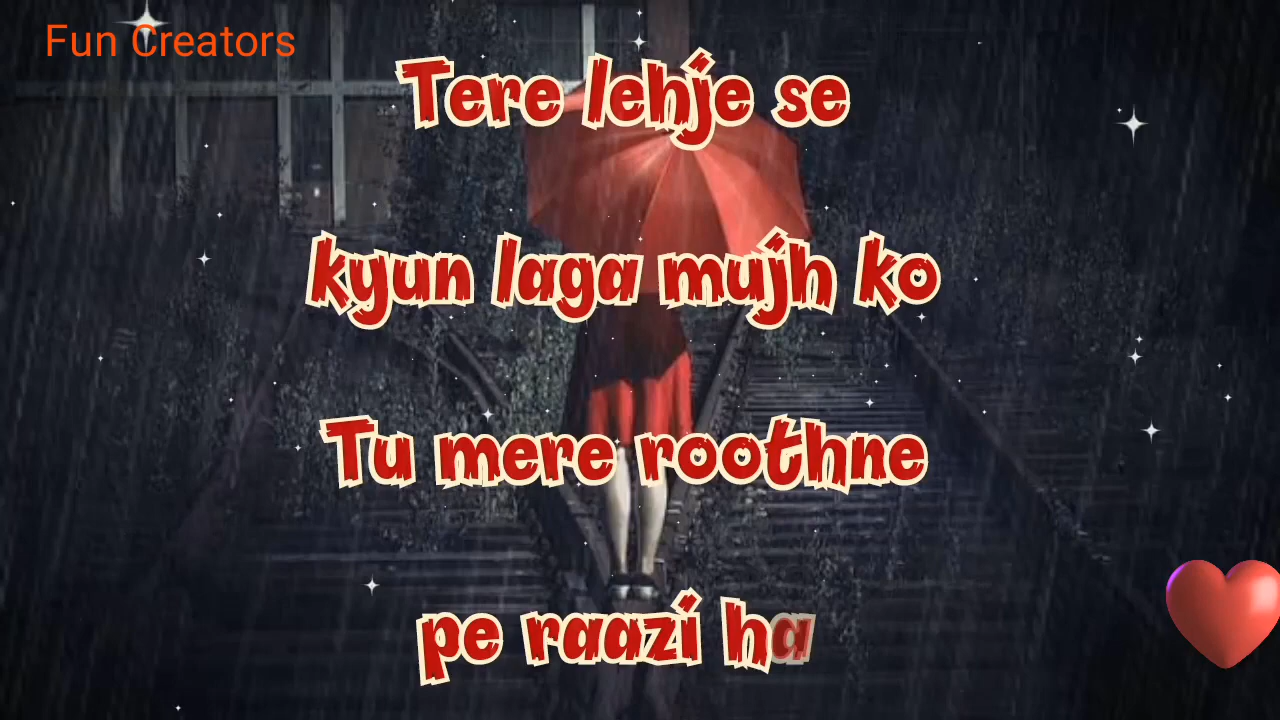 Fun Creators
Tere lehje se
kyun laga mujh ko
Tu mere roothne
pe raazi ha